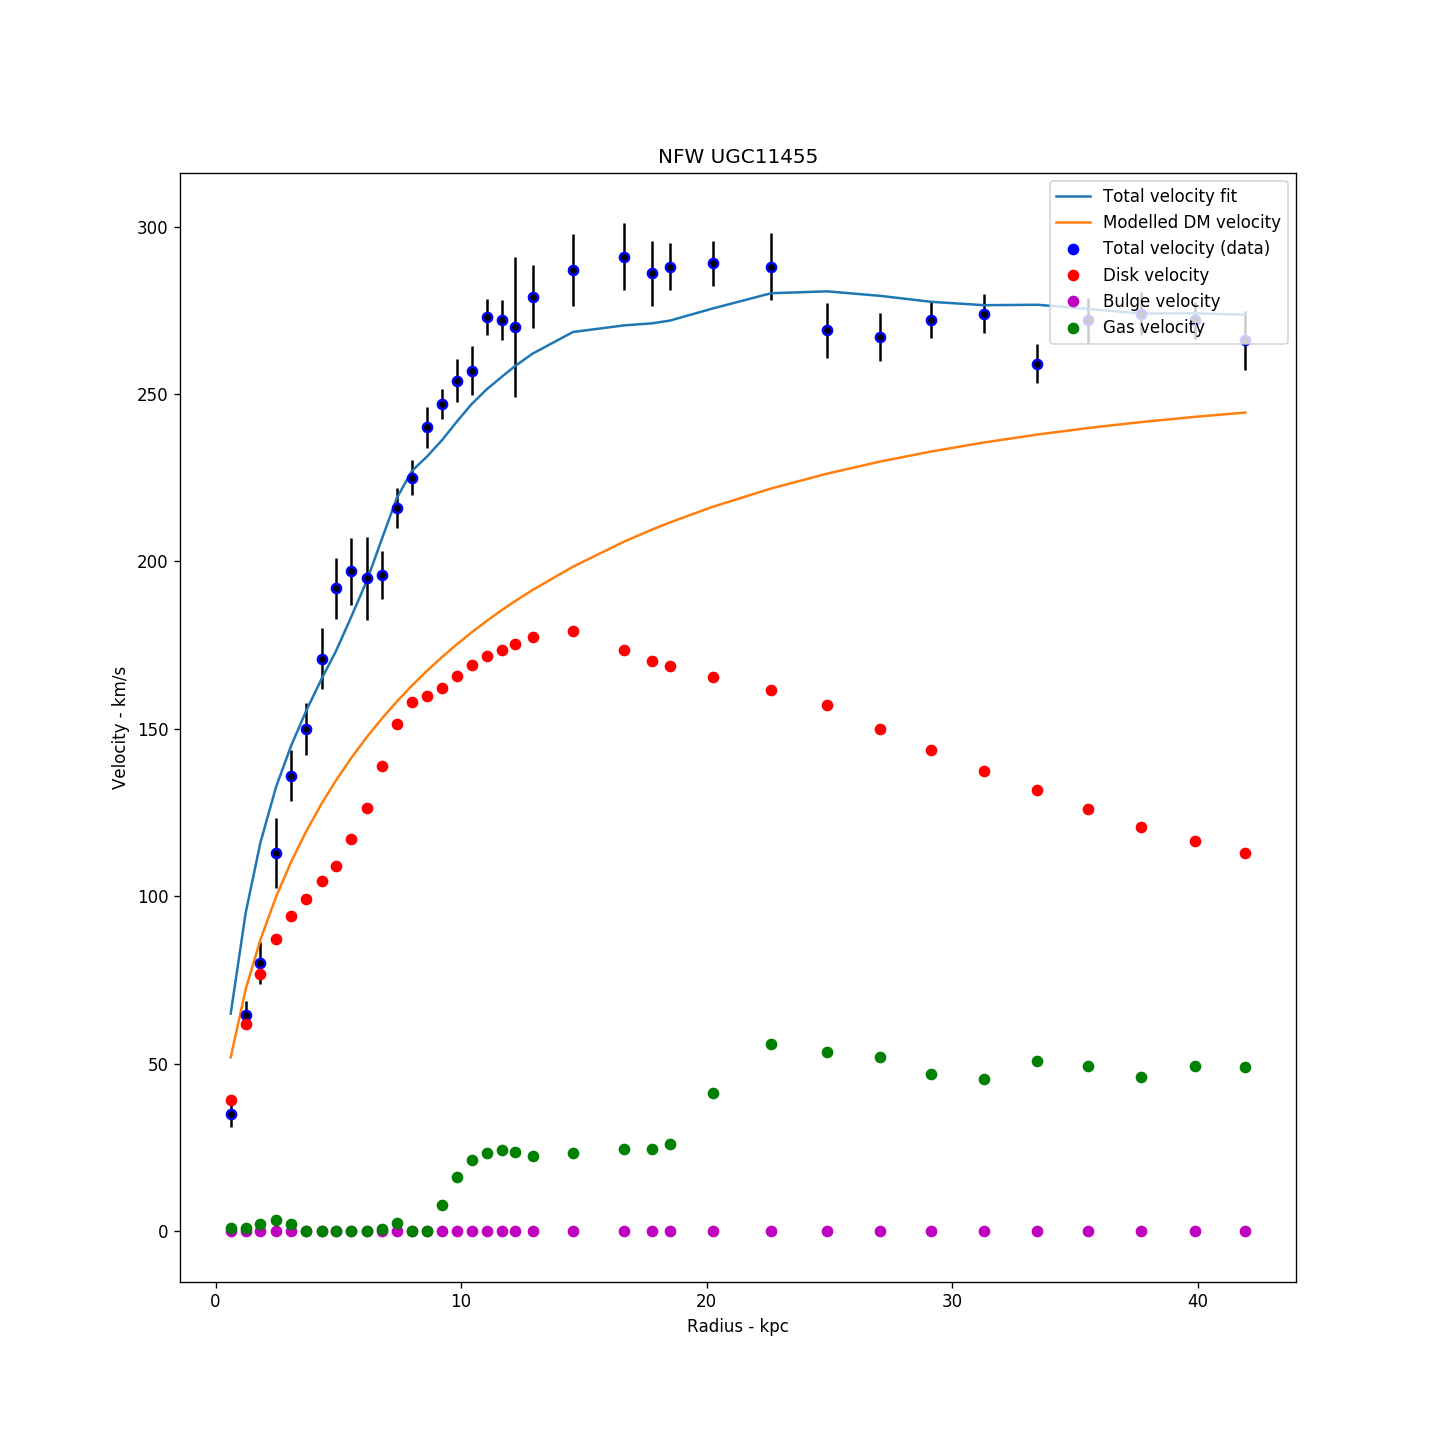 NFW UGC11455
Total velocity fit
Modelled DM velocity
Total velocity (data)
Disk velocity
Bulge velocity
Gas velocity
300
250
200
150
100
50
0
Velocity - km/s
0 10 20 30 40
Radius - kpc